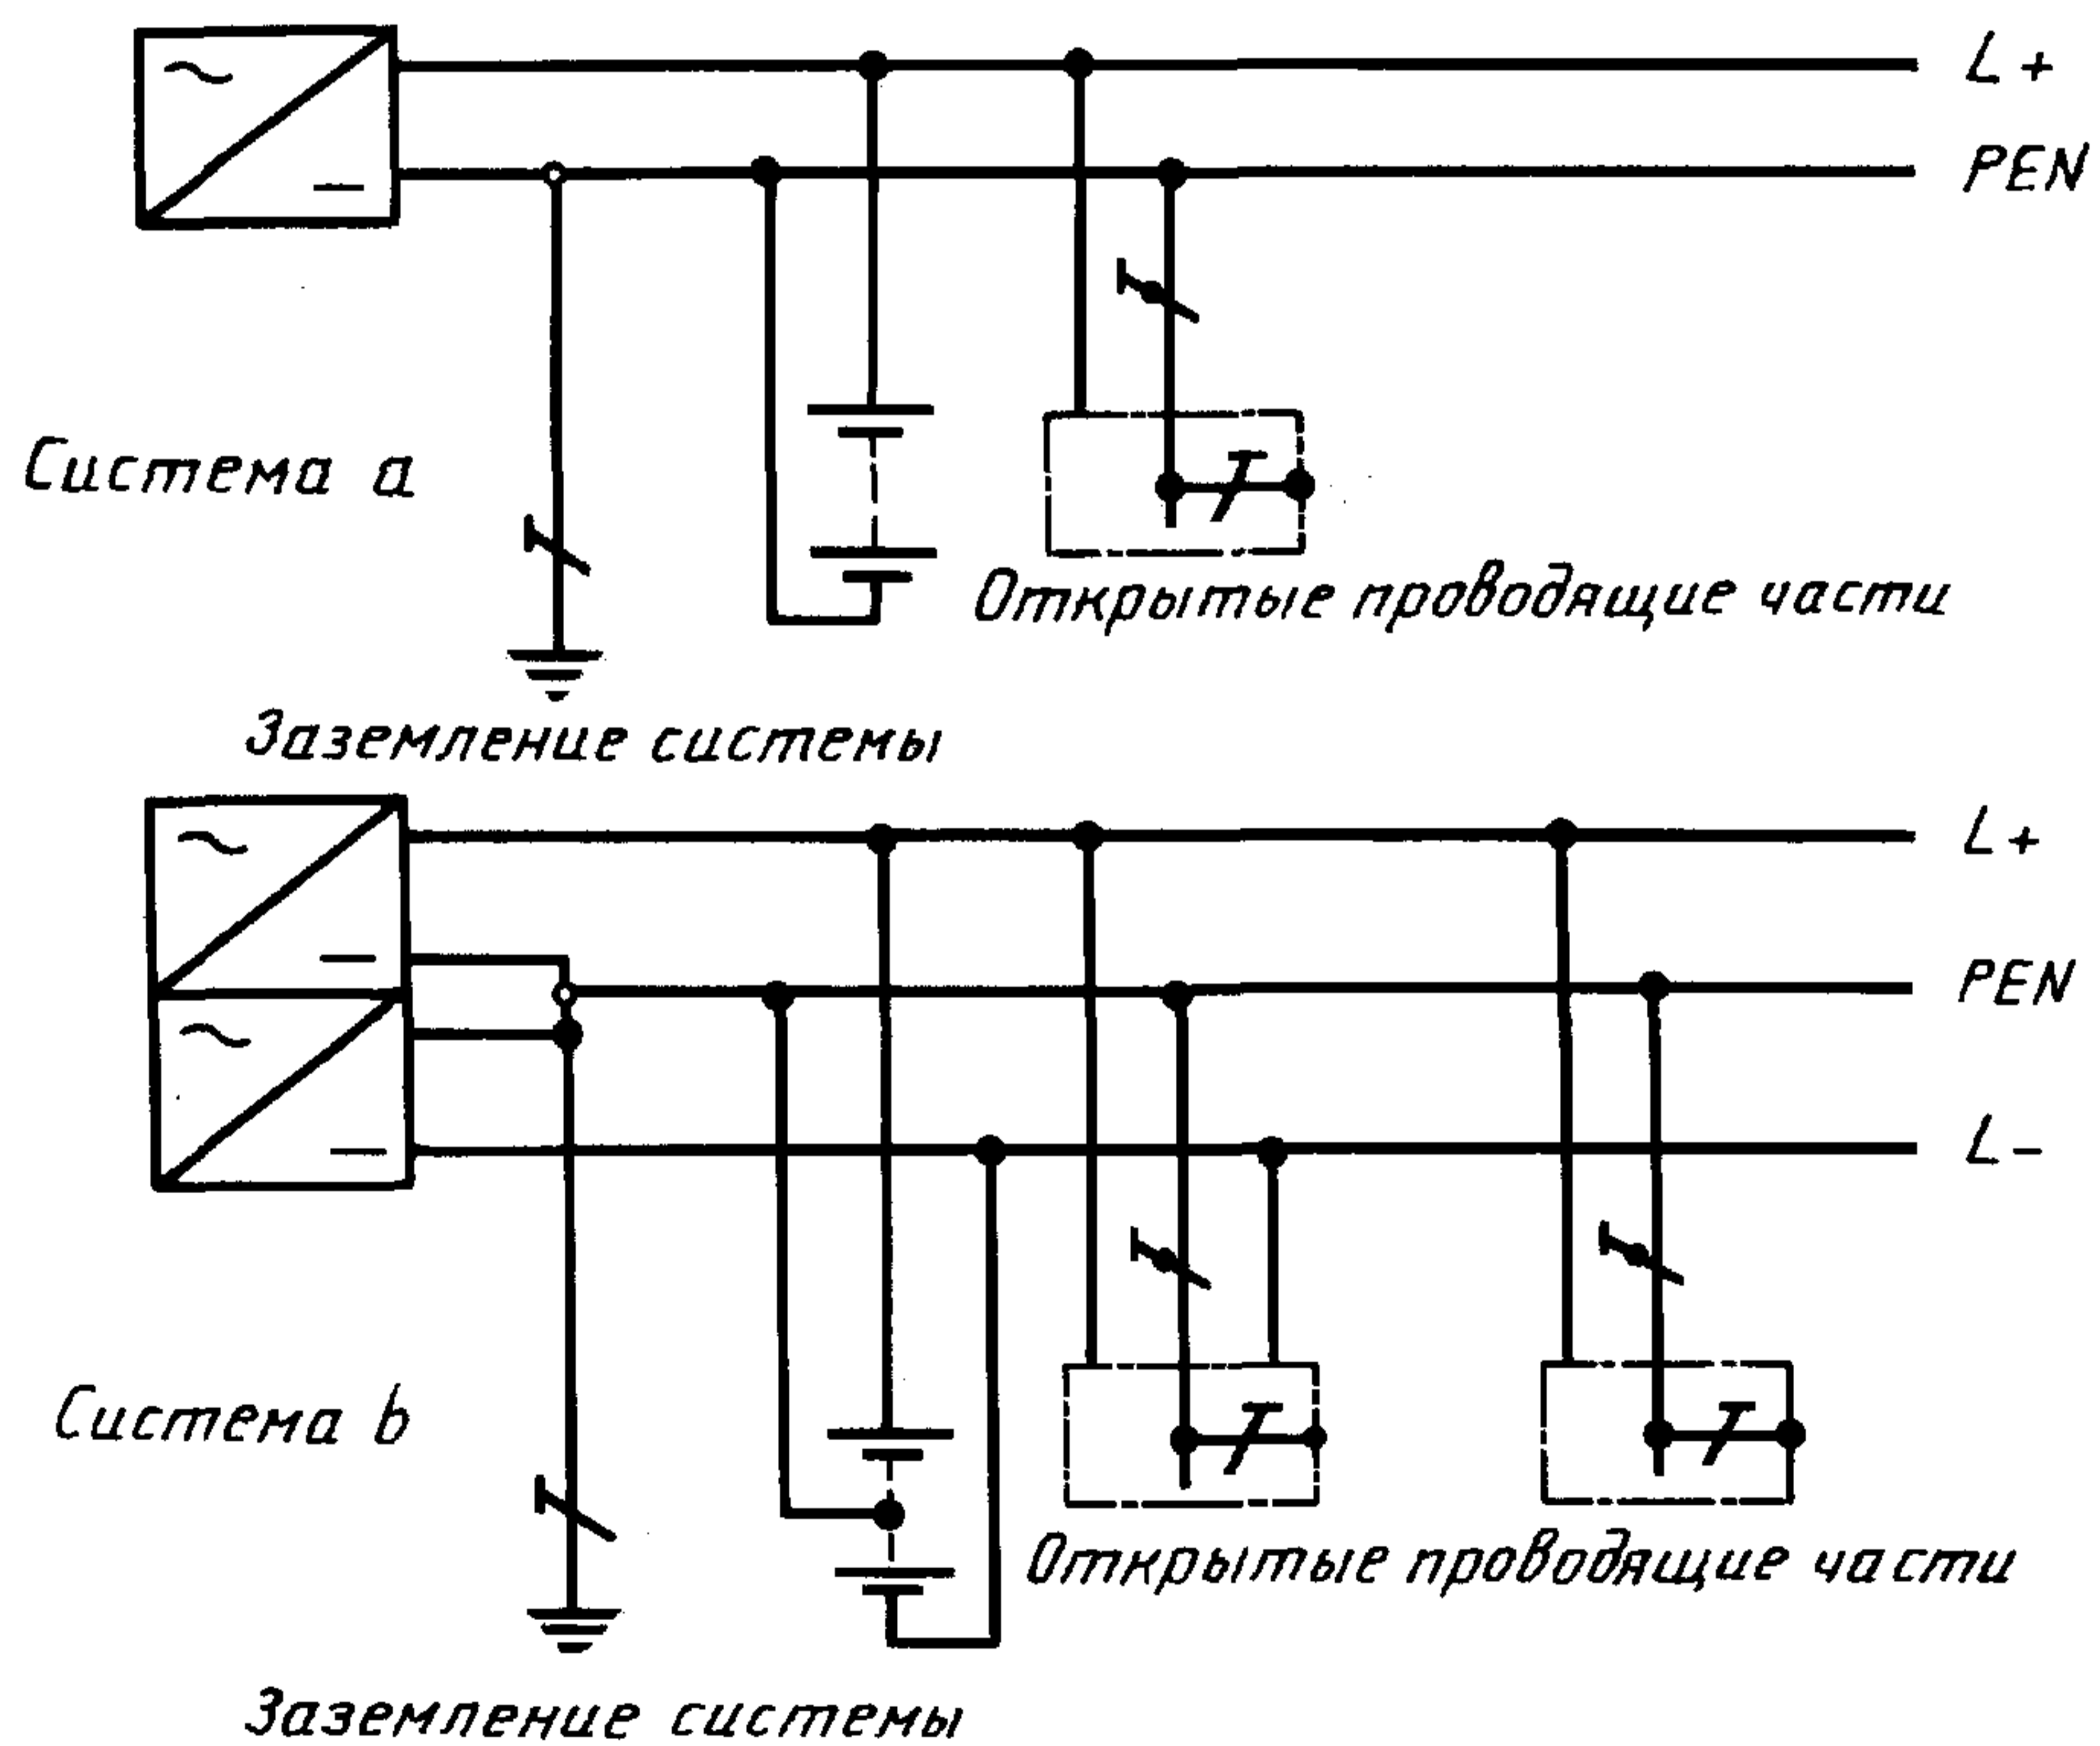 L+
PEN
Система a
Открытые проводящие части
Заземление системы
L+
PEN
L-
Система b
Открытые проводящие части
Заземление системы